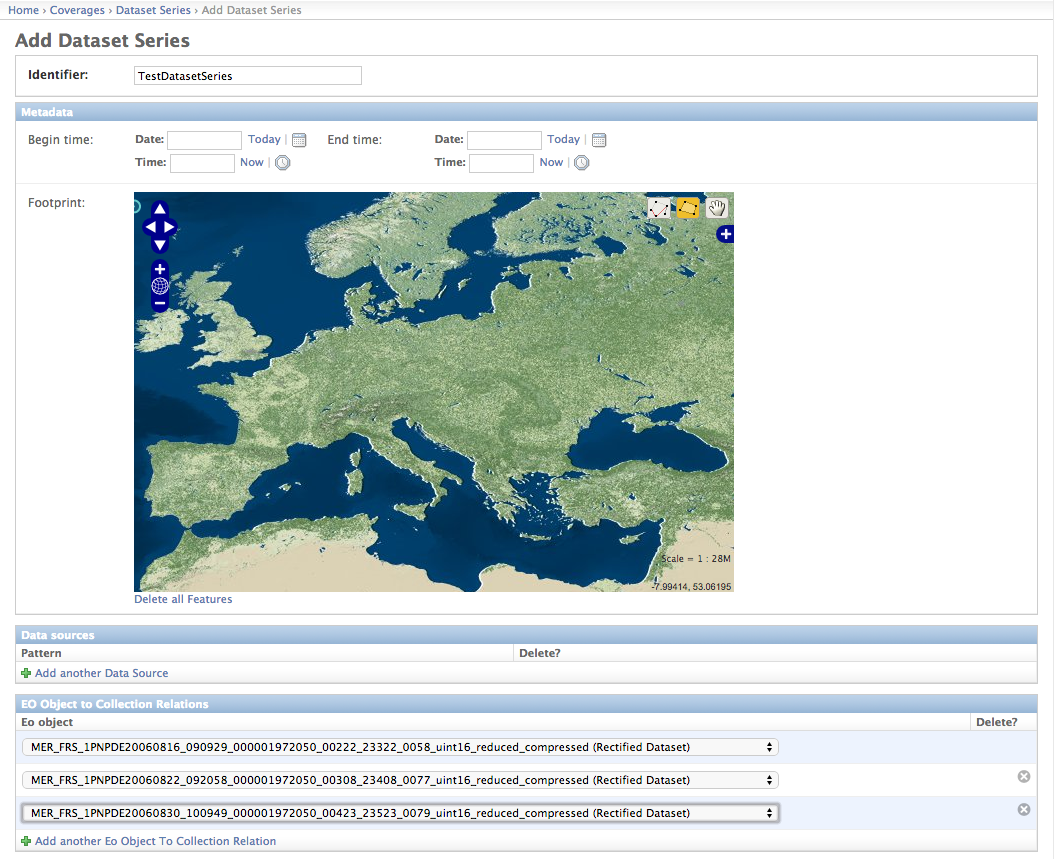 Home › Coverages › Dataset Series › Add Dataset Series
Add Dataset Series
Identifier: TestDatasetSeries
Metadata
Begin time: Date: Today | End time: Date: Today |
Time: Now | Time: Now |
Footprint:
Scale = 1 : 28M
-7.99414, 53.06195
Delete all Features
Data sources
Pattern Delete?
Add another Data Source
EO Object to Collection Relations
Eo object Delete?
MER_FRS_1PNPDE20060816_090929_000001972050_00222_23322_0058_uint16_reduced_compressed (Rectified Dataset)
MER_FRS_1PNPDE20060822_092058_000001972050_00308_23408_0077_uint16_reduced_compressed (Rectified Dataset)
MER_FRS_1PNPDE20060830_100949_000001972050_00423_23523_0079_uint16_reduced_compressed (Rectified Dataset)
Add another Eo Object To Collection Relation